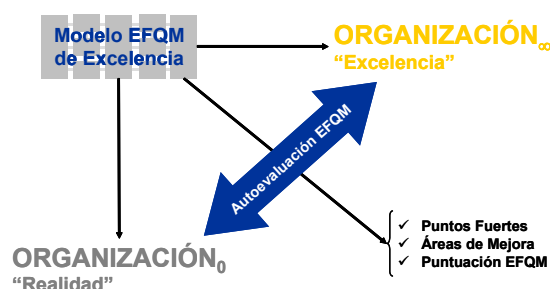 Modelo EFQM
de Excelencia
ORGANIZACIÓN∞
“Excelencia”
Autoevaluación EFQM
✓ Puntos Fuertes
✓ Áreas de Mejora
✓ Puntuación EFQM
ORGANIZACIÓN₀
“Realidad”